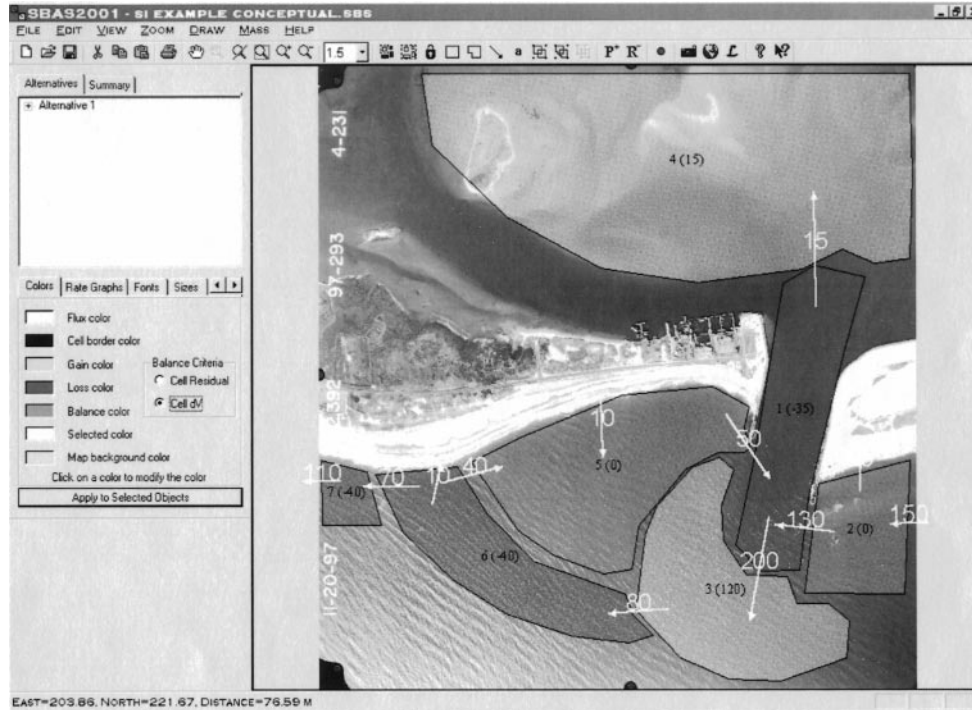 SBAS2001 - SI EXAMPLE CONCEPTUAL.SBS
FILE EDIT VIEW ZOOM DRAW MASS HELP
1.5 a P+ R- L ?
Alternatives Summary
Alternative 1
Colors Rate Graphs Fonts Sizes
Flux color
Cell border color
Gain color
Loss color
Balance color
Selected color
Map background color
Balance Criteria
Cell Residual
Cell dV
Click on a color to modify the color
Apply to Selected Objects
4-231
97-293
11-20-97
4 (15)
15
1 (-35)
10
50
5 (0)
40
10
70
110
7 (-40)
130
150
2 (0)
200
6 (-40)
3 (120)
80
EAST=203.86, NORTH=221.67, DISTANCE=76.59 M